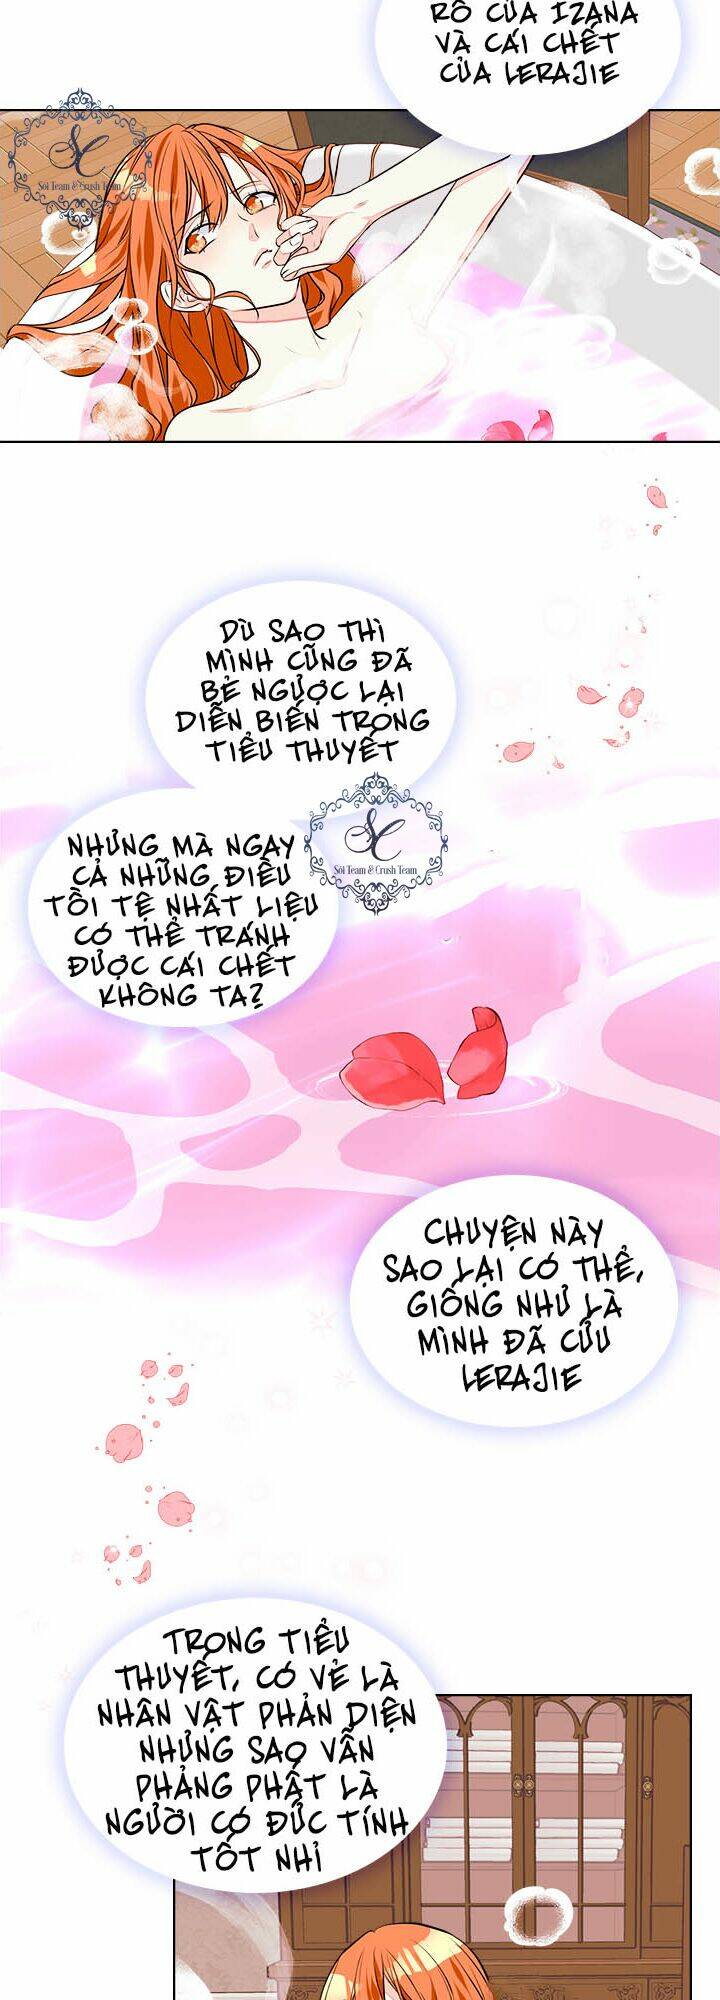 RÔ CỦA IZANA
VÀ CÁI CHẾT
CỦA LERAJIE
SC
Sói Team & Crush Team
DÙ SAO THÌ
MÌNH CŨNG ĐÃ
BẺ NGƯỢC LẠI
DIỄN BIẾN TRONG
TIỂU THUYẾT
SC
Sói Team & Crush Team
NHƯNG MÀ NGAY
CẢ NHỮNG ĐIỀU
TỒI TỆ NHẤT LIỆU
CÓ THỂ TRÁNH
ĐƯỢC CÁI CHẾT
KHÔNG TA?
CHUYỆN NÀY
SAO LẠI CÓ THỂ,
GIỐNG NHƯ LÀ
MÌNH ĐÃ CỨU
LERAJIE
TRONG TIỂU
THUYẾT, CÓ VẺ LÀ
NHÂN VẬT PHẢN DIỆN
NHƯNG SAO VẪN
PHẢNG PHẤT LÀ
NGƯỜI CÓ ĐỨC TÍNH
TỐT NHỈ